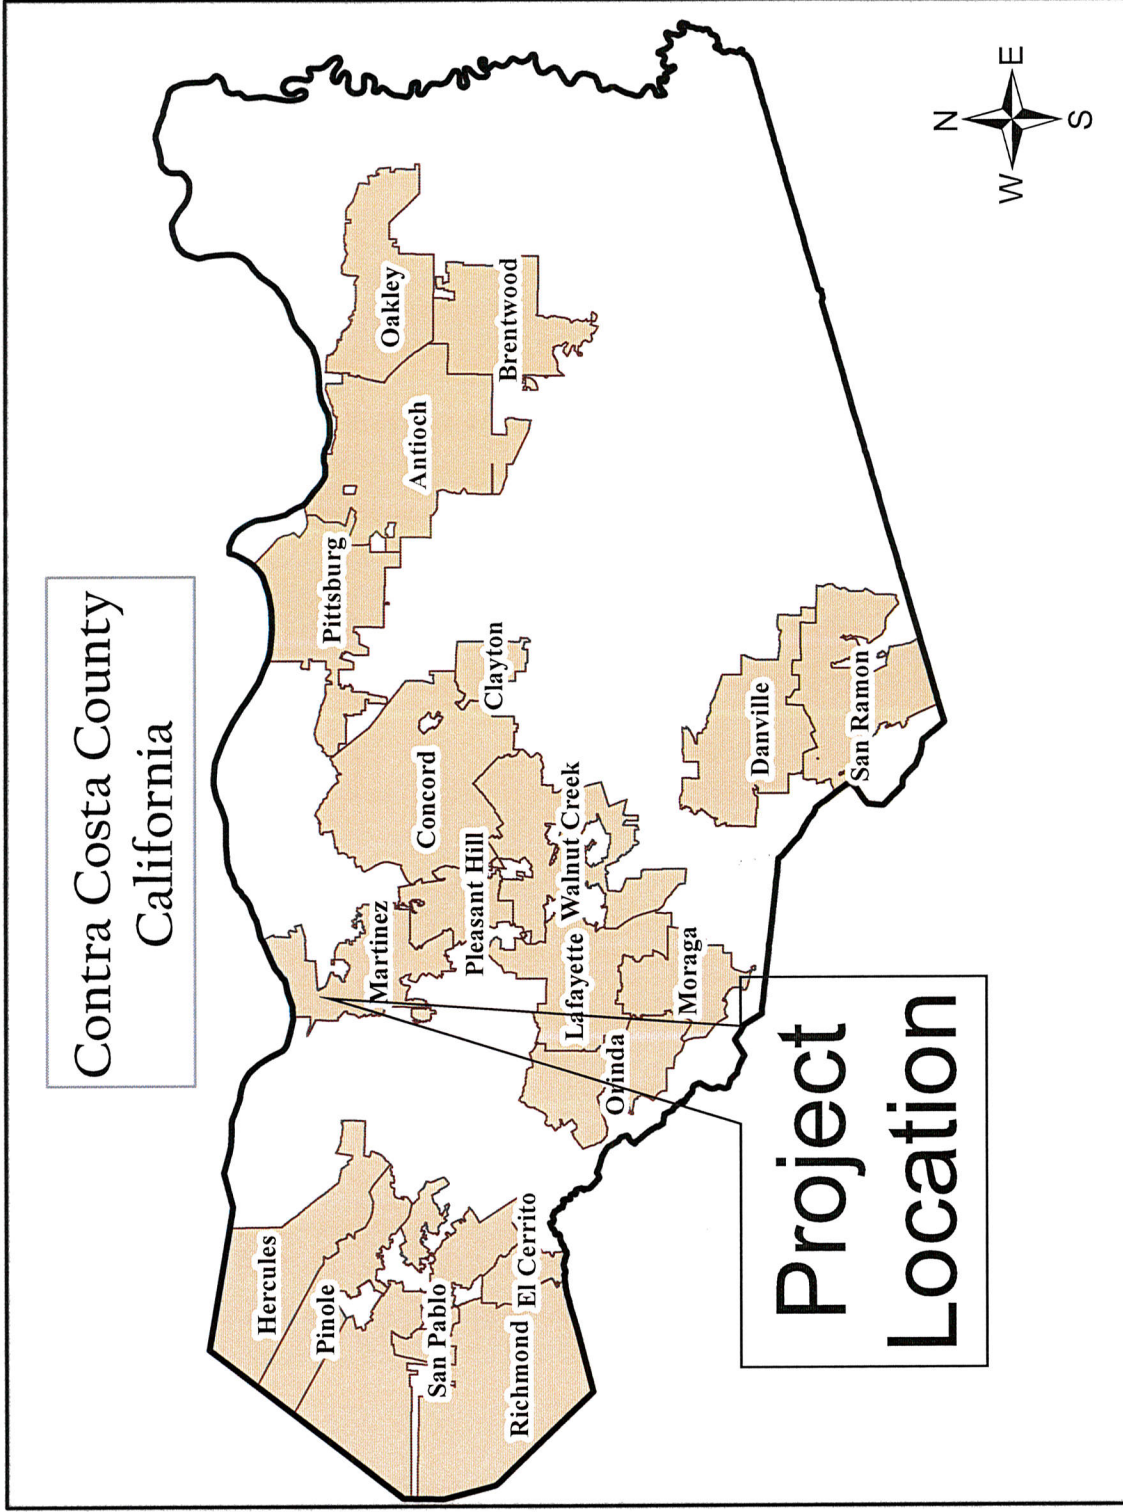 Contra Costa County
California
Hercules
Pinole
San Pablo
Richmond
El Cerrito
Martinez
Pleasant Hill
Concord
Clayton
Pittsburg
Antioch
Oakley
Brentwood
Lafayette
Walnut Creek
Orinda
Moraga
Danville
San Ramon
Project
Location
N
W
E
S